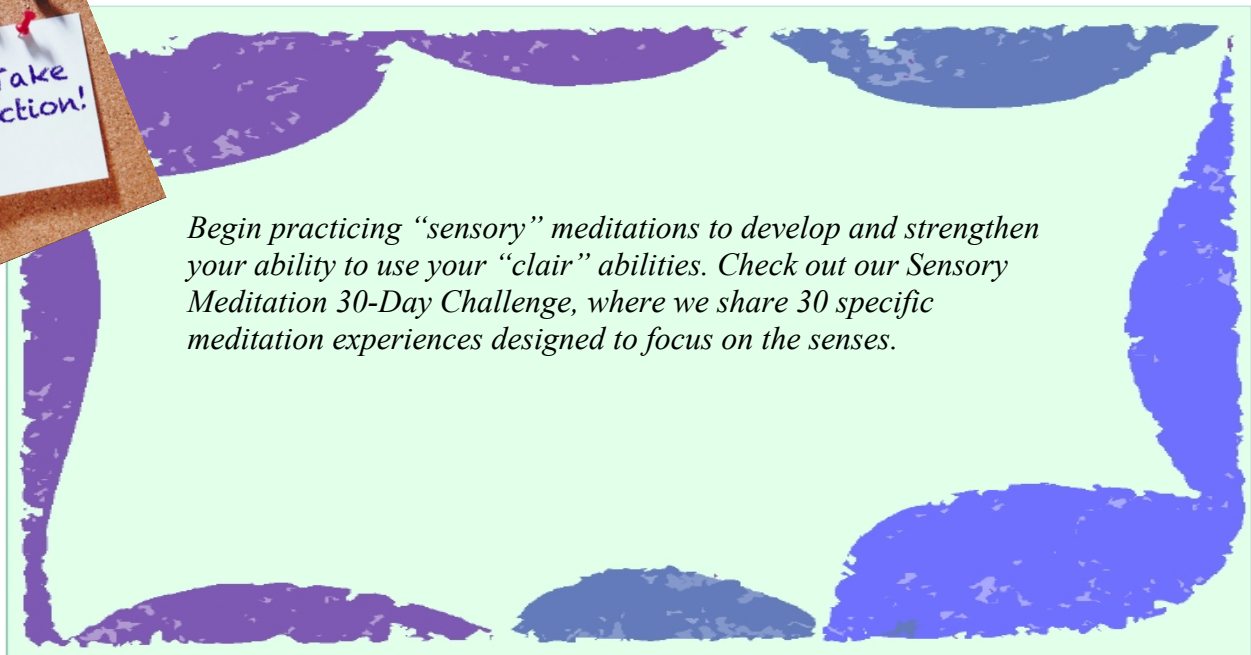 Take
ction!
Begin practicing “sensory” meditations to develop and strengthen
your ability to use your “clair” abilities. Check out our Sensory
Meditation 30-Day Challenge, where we share 30 specific
meditation experiences designed to focus on the senses.